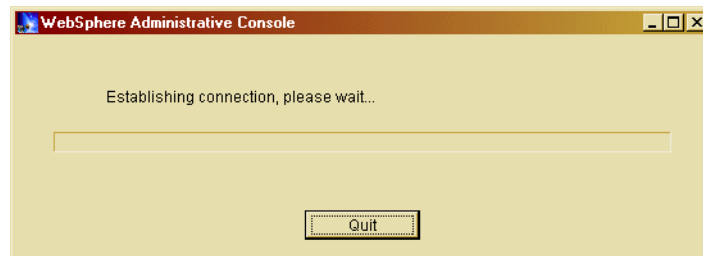 WebSphere Administrative Console
Establishing connection, please wait...
Quit